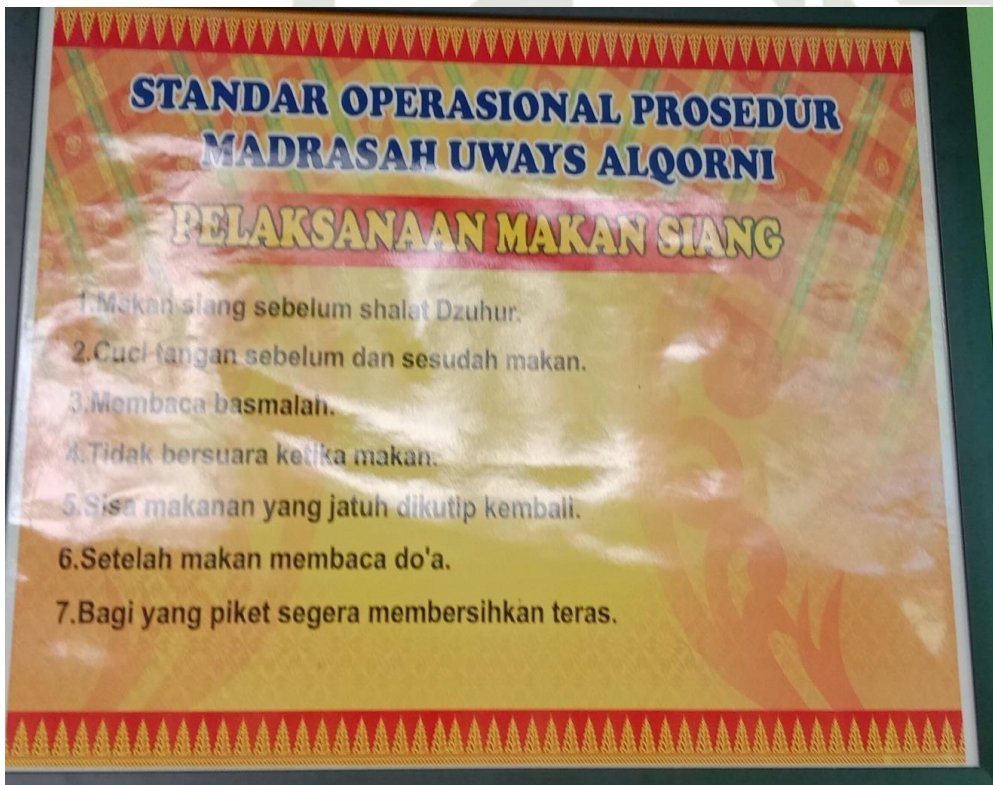 STANDAR OPERASIONAL PROSEDUR
MADRASAH UWAYS ALQORNI
PELAKSANAAN MAKAN SIANG
1.Makan siang sebelum shalat Dzuhur.
2.Cuci tangan sebelum dan sesudah makan.
3.Membaca basmalah.
4.Tidak bersuara ketika makan.
5.Sisa makanan yang jatuh dikutip kembali.
6.Setelah makan membaca do'a.
7.Bagi yang piket segera membersihkan teras.